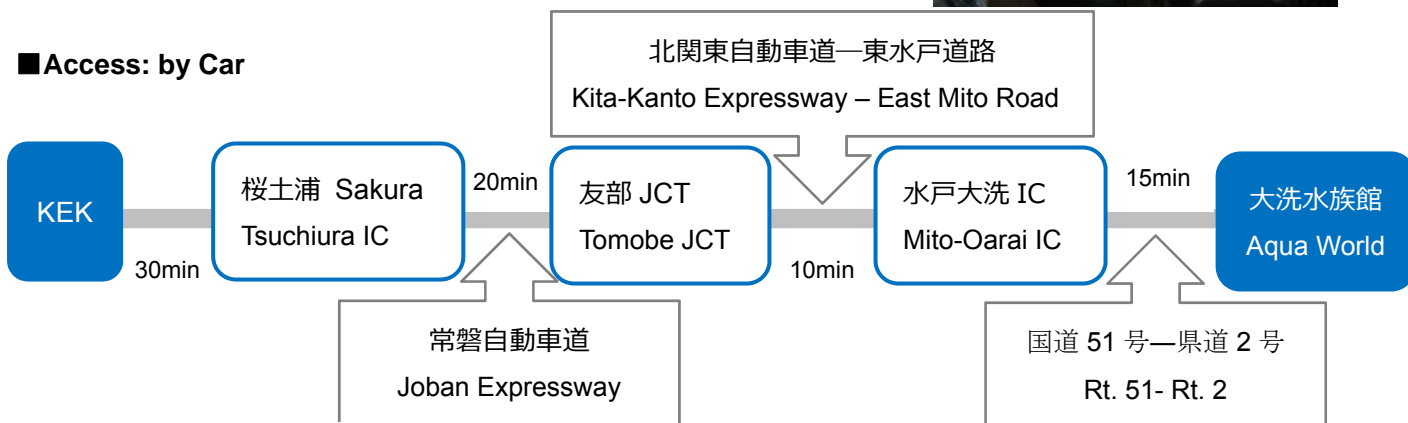 ■Access: by Car
北関東自動車道―東水戸道路
Kita-Kanto Expressway – East Mito Road
KEK
30min
桜土浦 Sakura
Tsuchiura IC
20min
友部 JCT
Tomobe JCT
10min
水戸大洗 IC
Mito-Oarai IC
15min
大洗水族館
Aqua World
常磐自動車道
Joban Expressway
国道 51 号―県道 2 号
Rt. 51- Rt. 2